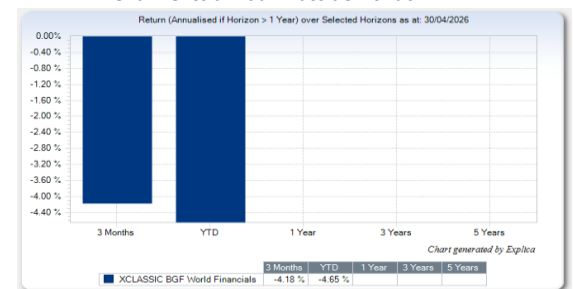 Return (Annualised if Horizon > 1 Year) over Selected Horizons as at: 30/04/2026
0.00%
-0.40 %
-0.80 %
-1.20 %
-1.60 %
-2.00 %
-2.40 %
-2.80 %
-3.20 %
-3.60 %
-4.00 %
-4.40 %
3 Months YTD 1 Year 3 Years 5 Years
Chart generated by Explica
3 Months YTD 1 Year 3 Years 5 Years
XCLASSIC BGF World Financials -4.18 % -4.65 %